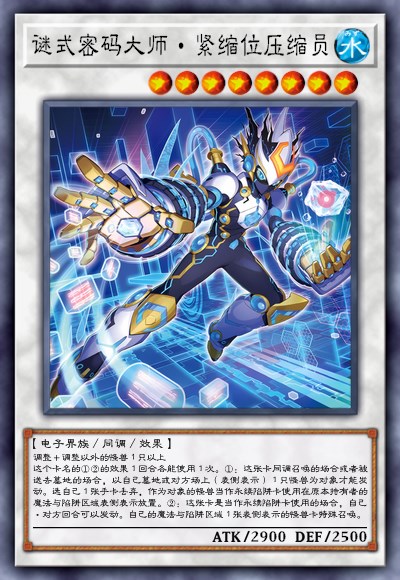 谜式密码大师·紧缩位压缩员
水
【电子界族／同调／效果】
调整＋调整以外的怪兽1只以上
这个卡名的①②的效果1回合各能使用1次。①：这张卡同调召唤的场合或者被
送去墓地的场合，以自己墓地或对方场上（表侧表示）1只怪兽为对象才能发
动。选自己1张手卡丢弃，作为对象的怪兽当作永续陷阱卡使用在原本持有者的
魔法与陷阱区域表侧表示放置。②：这张卡是当作永续陷阱卡使用的场合，自己
·对方回合可以发动。自己的魔法与陷阱区域1张表侧表示的怪兽卡特殊召唤。
ATK/2900 DEF/2500